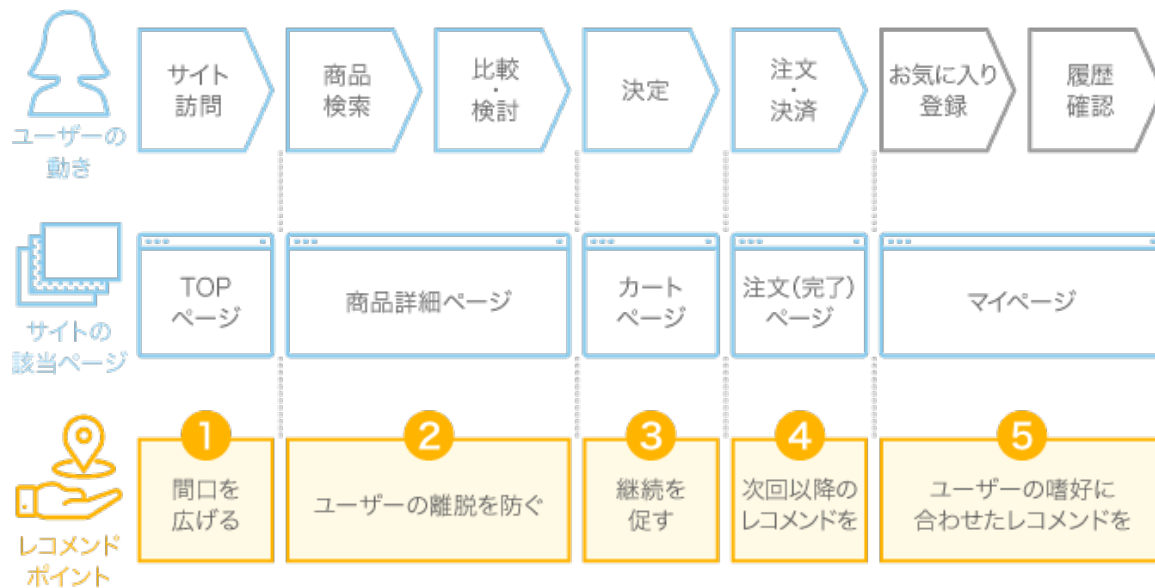 ユーザーの
動き
サイト
訪問
商品
検索
比較
・
検討
決定
注文
・
決済
お気に入り
登録
履歴
確認
サイトの
該当ページ
TOP
ページ
商品詳細ページ
カート
ページ
注文(完了)
ページ
マイページ
レコメンド
ポイント
1
間口を
広げる
2
ユーザーの離脱を防ぐ
3
継続を
促す
4
次回以降の
レコメンドを
5
ユーザーの嗜好に
合わせたレコメンドを